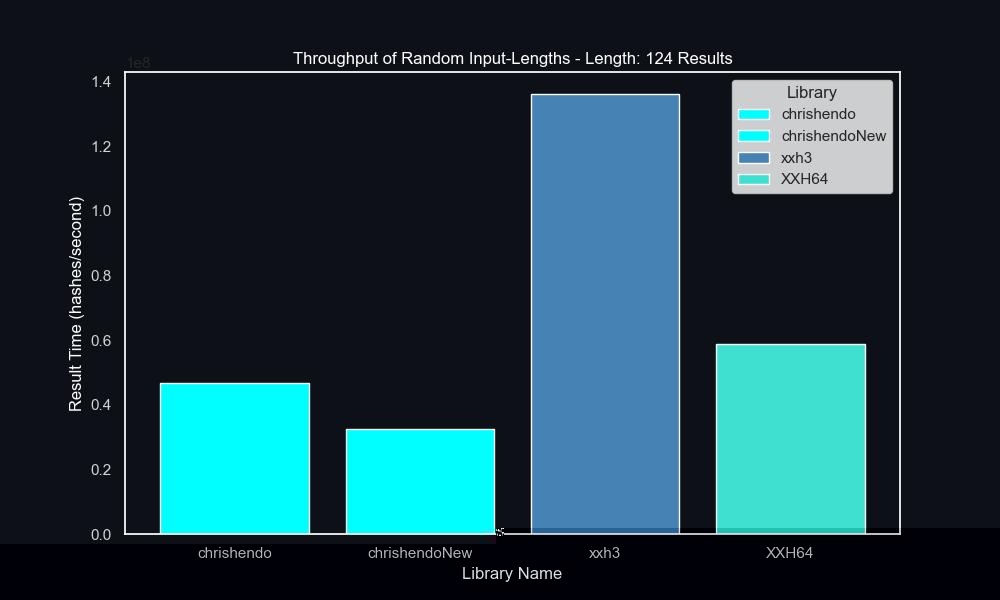 Throughput of Random Input-Lengths - Length: 124 Results
1e8
1.4
1.2
1.0
0.8
0.6
0.4
0.2
0.0
Result Time (hashes/second)
Library
chrishendo
chrishendoNew
xxh3
XXH64
chrishendo chrishendoNew xxh3 XXH64
Library Name